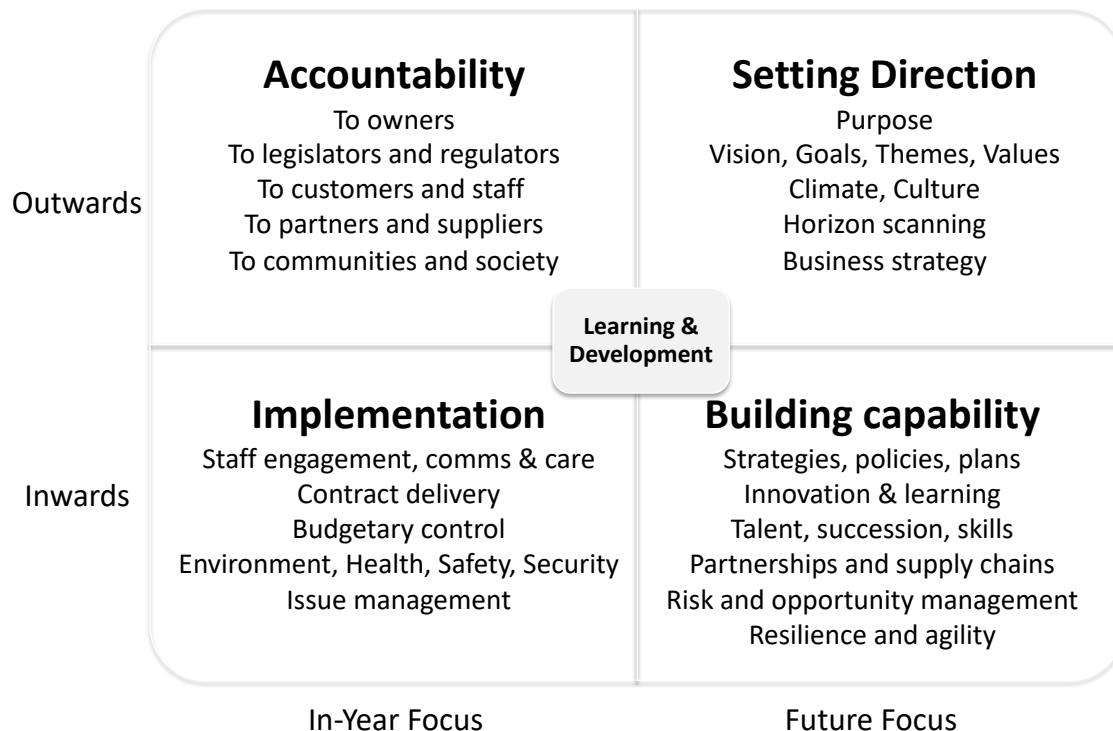 Accountability
To owners
To legislators and regulators
To customers and staff
To partners and suppliers
To communities and society
Setting Direction
Purpose
Vision, Goals, Themes, Values
Climate, Culture
Horizon scanning
Business strategy
Outwards
Learning &
Development
Implementation
Staff engagement, comms & care
Contract delivery
Budgetary control
Environment, Health, Safety, Security
Issue management
Building capability
Strategies, policies, plans
Innovation & learning
Talent, succession, skills
Partnerships and supply chains
Risk and opportunity management
Resilience and agility
Inwards
In-Year Focus
Future Focus